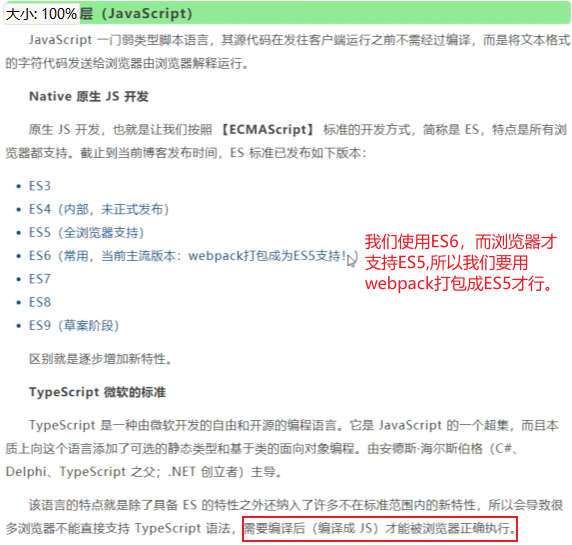 大小: 100%层（JavaScript）
JavaScript 一门弱类型脚本语言，其源代码在发往客户端运行之前不需经过编译，而是将文本格式
的字符代码发送给浏览器由浏览器解释运行。
Native 原生 JS 开发
原生 JS 开发，也就是让我们按照 【ECMAScript】 标准的开发方式，简称是 ES，特点是所有浏
览器都支持。截止到当前博客发布时间，ES 标准已发布如下版本：
• ES3
• ES4（内部，未正式发布）
• ES5（全浏览器支持）
• ES6（常用，当前主流版本：webpack打包成为ES5支持！）
• ES7
• ES8
• ES9（草案阶段）
我们使用ES6，而浏览器才
支持ES5,所以我们要用
webpack打包成ES5才行。
区别就是逐步增加新特性。
TypeScript 微软的标准
TypeScript 是一种由微软开发的自由和开源的编程语言。它是 JavaScript 的一个超集，而且本
质上向这个语言添加了可选的静态类型和基于类的面向对象编程。由安德斯·海尔斯伯格（C#、
Delphi、TypeScript 之父；.NET 创立者）主导。
该语言的特点就是除了具备 ES 的特性之外还纳入了许多不在标准范围内的新特性，所以会导致很
多浏览器不能直接支持 TypeScript 语法，需要编译后（编译成 JS）才能被浏览器正确执行。